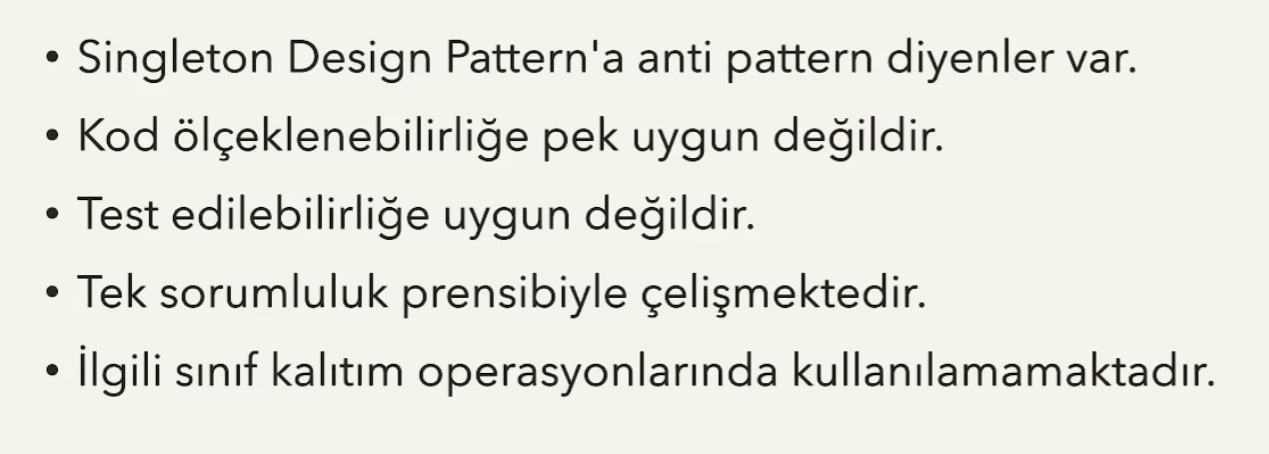 • Singleton Design Pattern'a anti pattern diyenler var.
• Kod ölçeklenebilirliğe pek uygun değildir.
• Test edilebilirliğe uygun değildir.
• Tek sorumluluk prensibiyle çelişmektedir.
• İlgili sınıf kalıtım operasyonlarında kullanılamamaktadır.